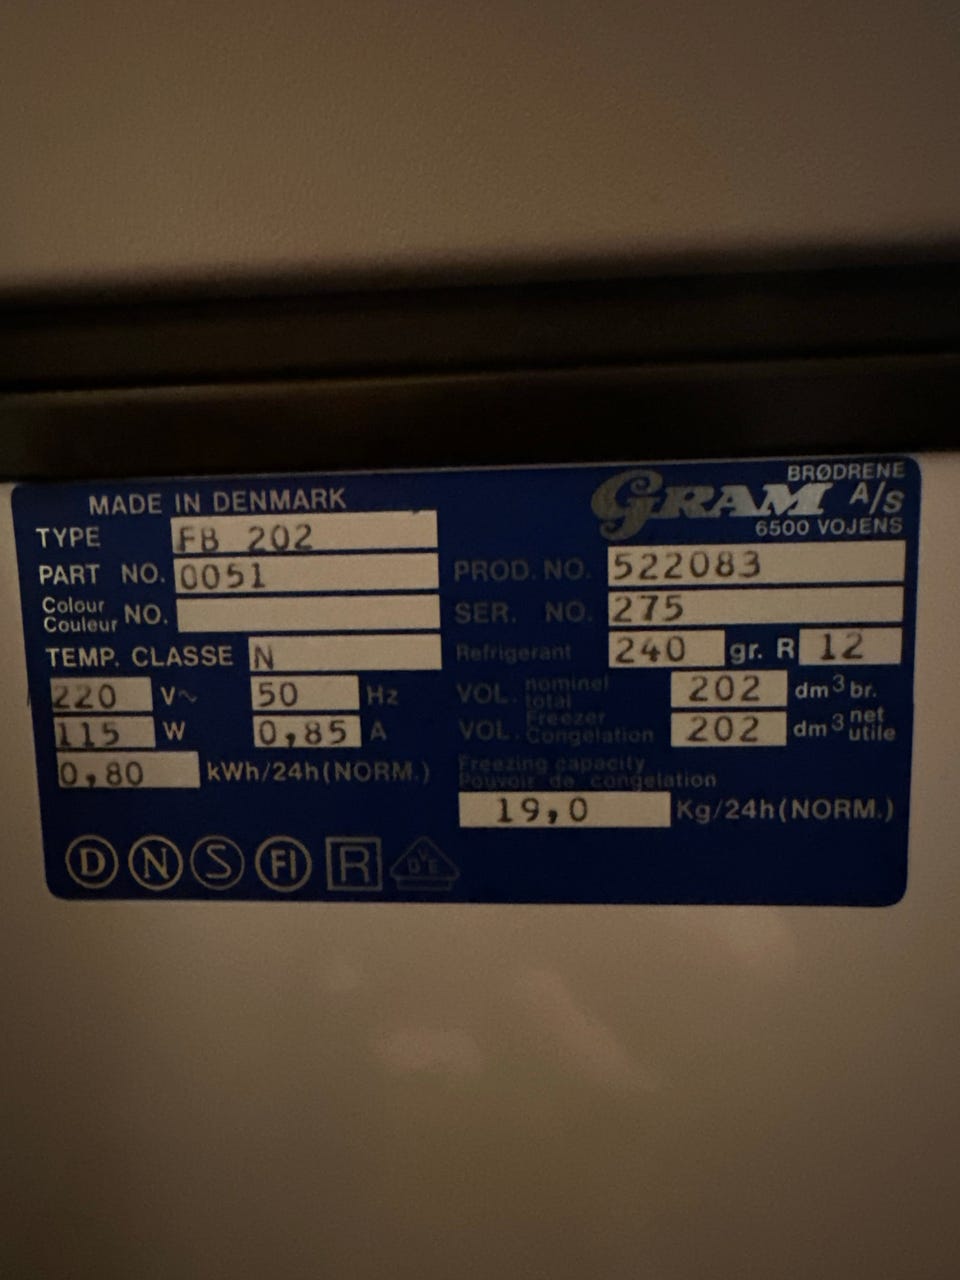 MADE IN DENMARK
BRØDRENE
GRAM A/S
6500 VOJENS
TYPE FB 202
PART NO. 0051
PROD. NO. 522083
Colour
Couleur NO.
SER. NO. 275
TEMP. CLASSE N
Refrigerant 240 gr. R 12
220 V~ 50 Hz
VOL. nominel
total 202 dm3 br.
115 W 0,85 A
VOL. Freezer
Congelation 202 dm3 net
utile
0,80 kWh/24h(NORM.)
Freezing capacity
Pouvoir de congelation
19,0 Kg/24h(NORM.)
D N S FI R DVE